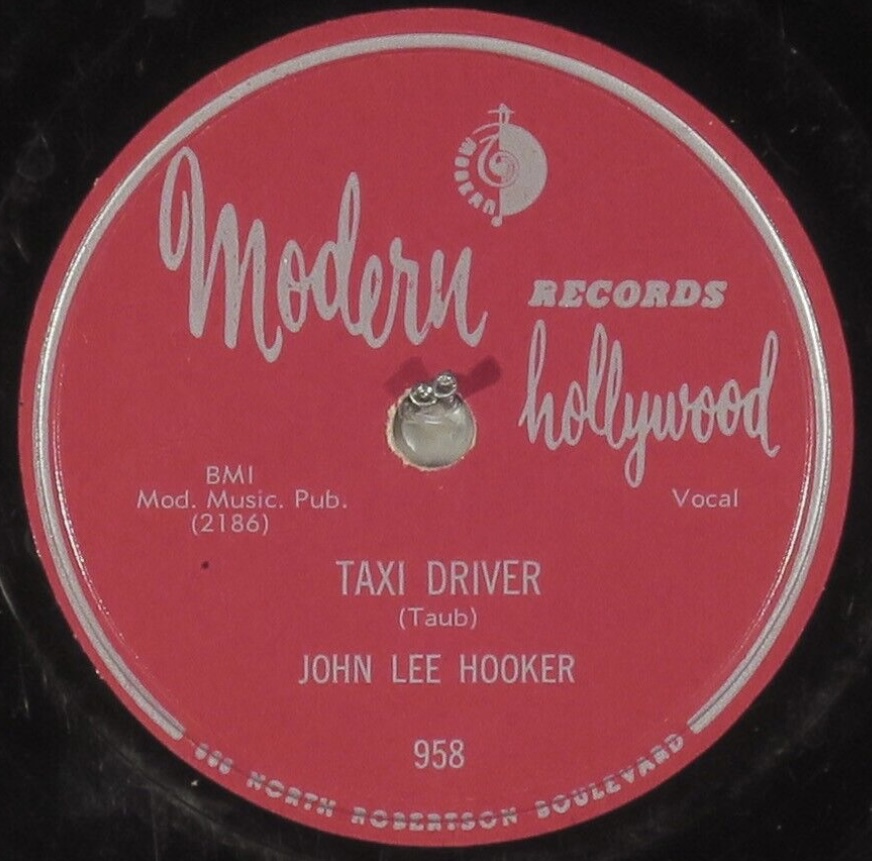 MODERN
Modern
RECORDS
hollywood
BMI
Mod. Music. Pub.
(2186)
Vocal
TAXI DRIVER
(Taub)
JOHN LEE HOOKER
958
NORTH ROBERTSON BOULEVARD